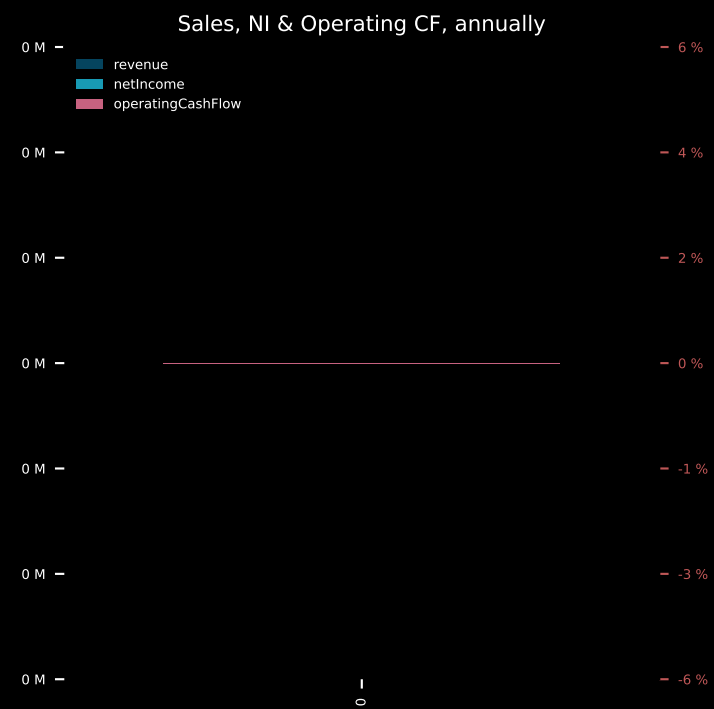 Sales, NI & Operating CF, annually
0 M
6 %
revenue
netIncome
operatingCashFlow
0 M
4 %
0 M
2 %
0 M
0 %
0 M
-1 %
0 M
-3 %
0 M
-6 %
0